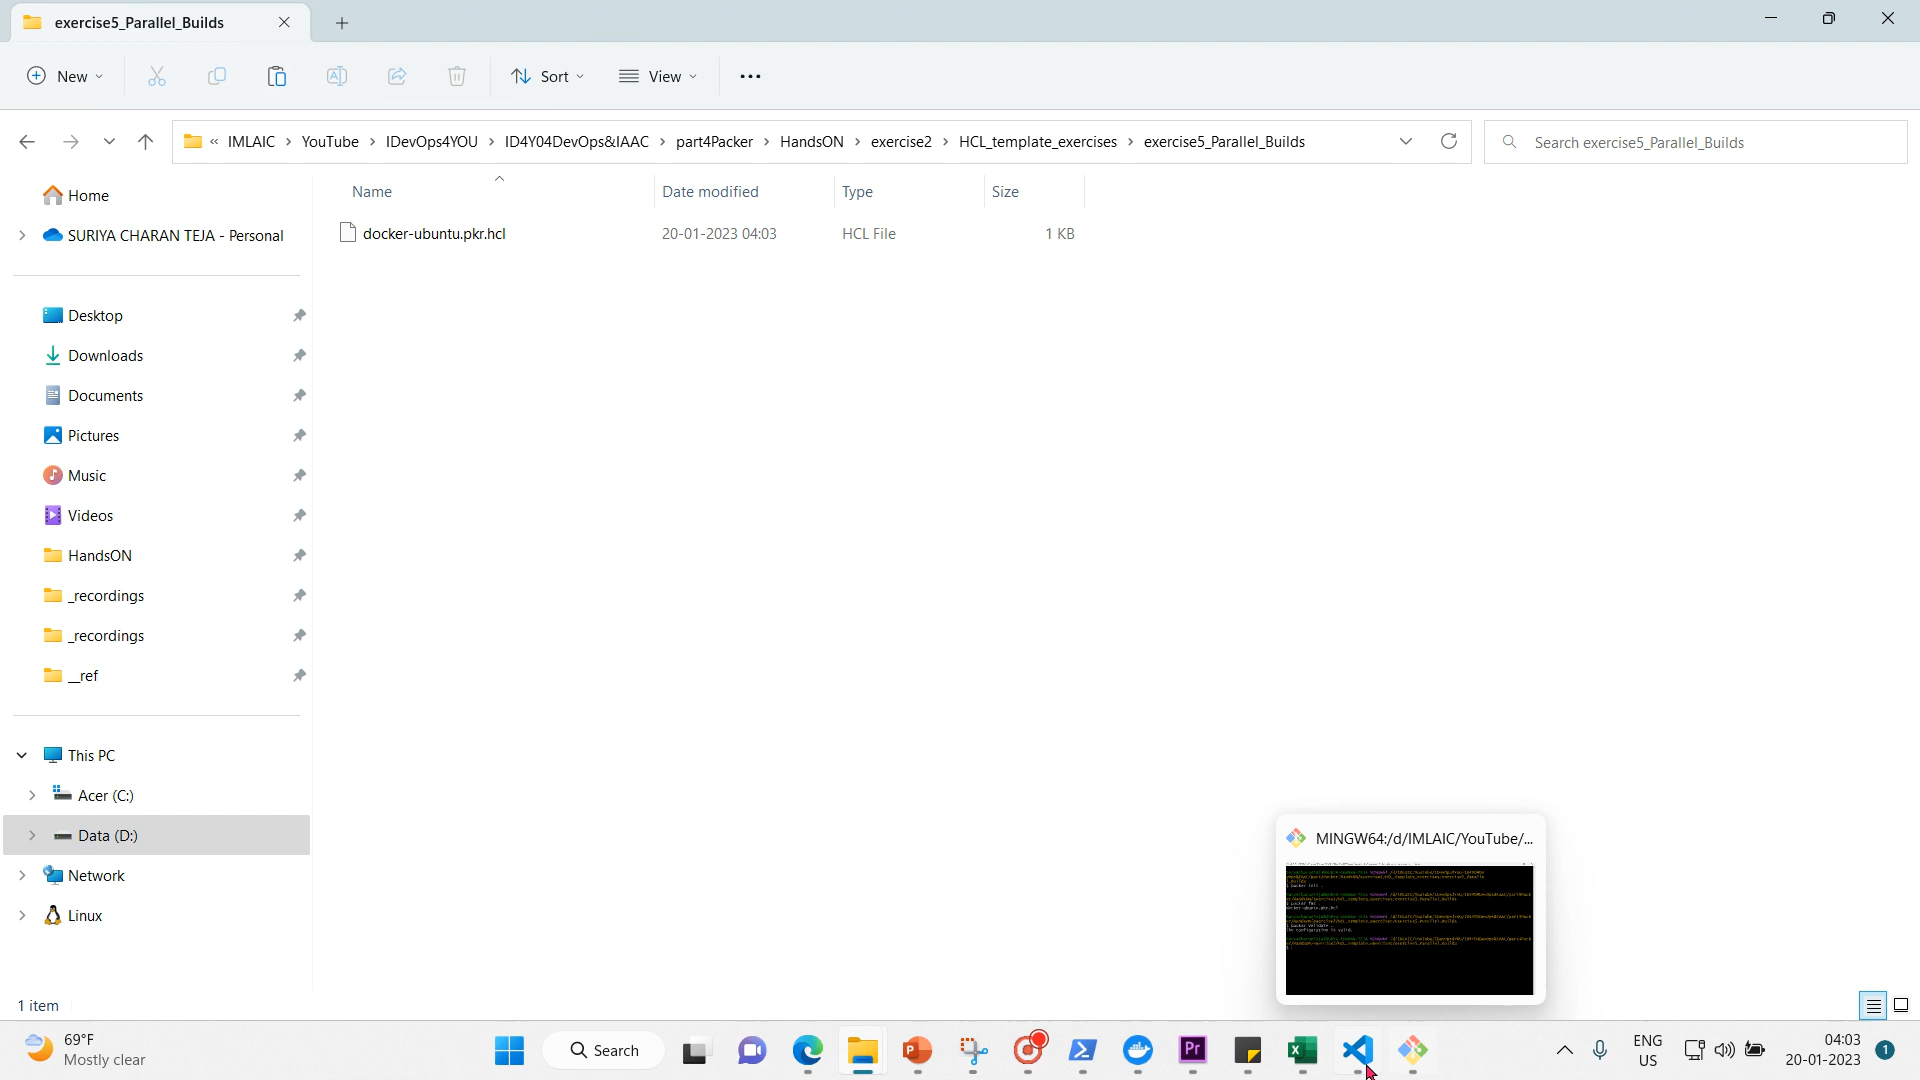 exercise5_Parallel_Builds
New
Sort
View
« IMLAIC > YouTube > IDevOps4YOU > ID4Y04DevOps&IAAC > part4Packer > HandsON > exercise2 > HCL_template_exercises > exercise5_Parallel_Builds
Search exercise5_Parallel_Builds
Name Date modified Type Size
docker-ubuntu.pkr.hcl 20-01-2023 04:03 HCL File 1 KB
Home
SURIYA CHARAN TEJA - Personal
Desktop
Downloads
Documents
Pictures
Music
Videos
HandsON
_recordings
_recordings
__ref
This PC
Acer (C:)
Data (D:)
Network
Linux
MINGW64:/d/IMLAIC/YouTube/...
1 item
69°F
Mostly clear
Search
Pr
ENG
US
04:03
20-01-2023
1